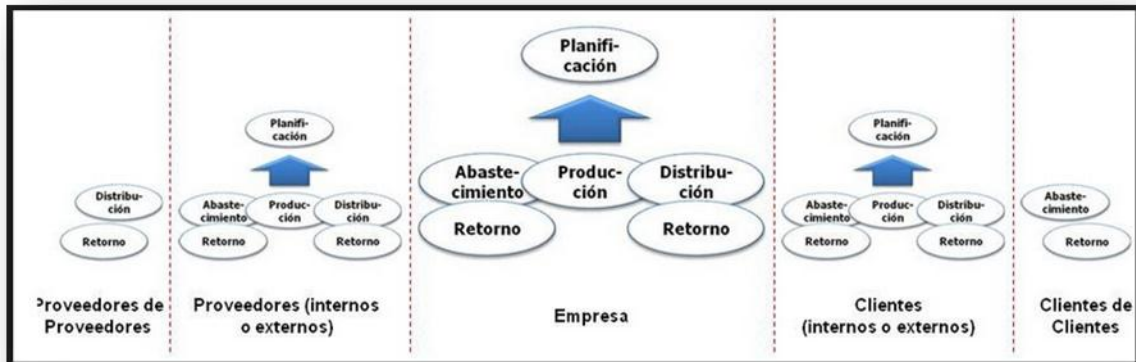 Distribu-
ción
Retorno
Proveedores de
Proveedores
Planifi-
cación
Abaste-
cimiento
Produc-
ción
Distribu-
ción
Retorno
Retorno
Proveedores (internos
o externos)
Planifi-
cación
Abaste-
cimiento
Produc-
ción
Distribu-
ción
Retorno
Retorno
Empresa
Planifi-
cación
Abaste-
cimiento
Produc-
ción
Distribu-
ción
Retorno
Retorno
Clientes
(internos o externos)
Abaste-
cimiento
Retorno
Clientes de
Clientes